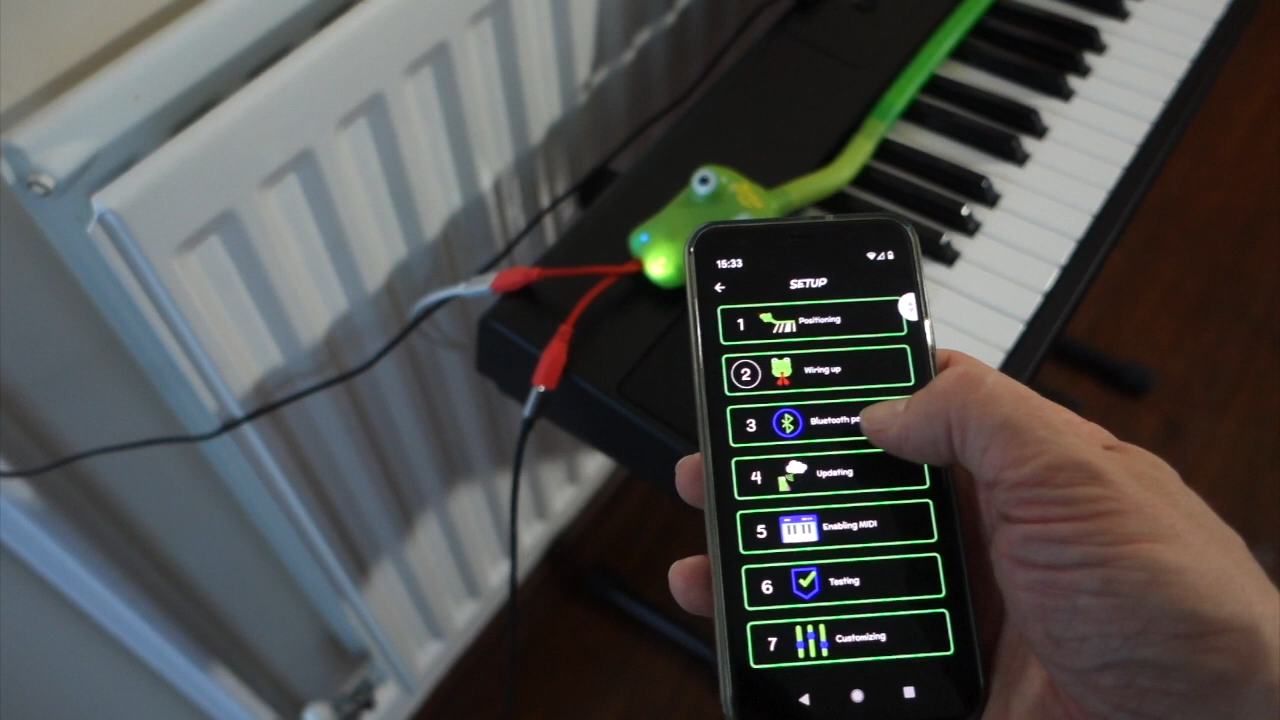 15:33
SETUP
1 Positioning
2 Wiring up
3 Bluetooth
4 Updating
5 Enabling MIDI
6 Testing
7 Customizing